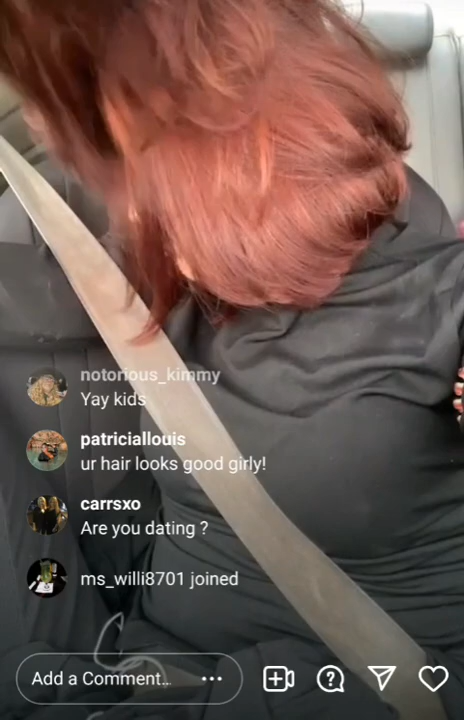 notorious_kimmy
Yay kids
patriciallouis
ur hair looks good girly!
carrsxo
Are you dating ?
ms_willi8701 joined
Add a Comment...